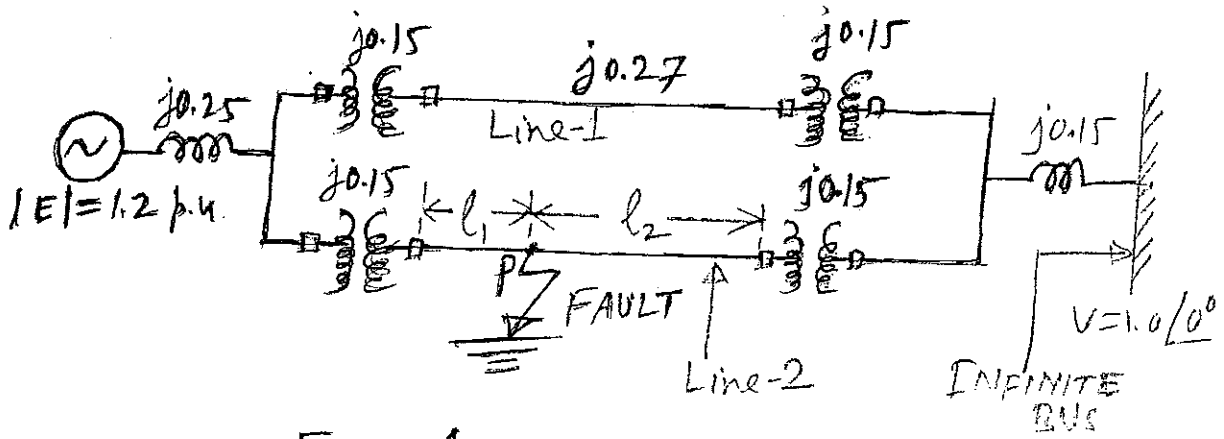 j0.15
j0.15
j0.27
j0.25
Line-1
j0.15
|E|=1.2 p.u.
j0.15
j0.15
l₁
l₂
P
FAULT
V=1.0/0°
Line-2
INFINITE
BUS